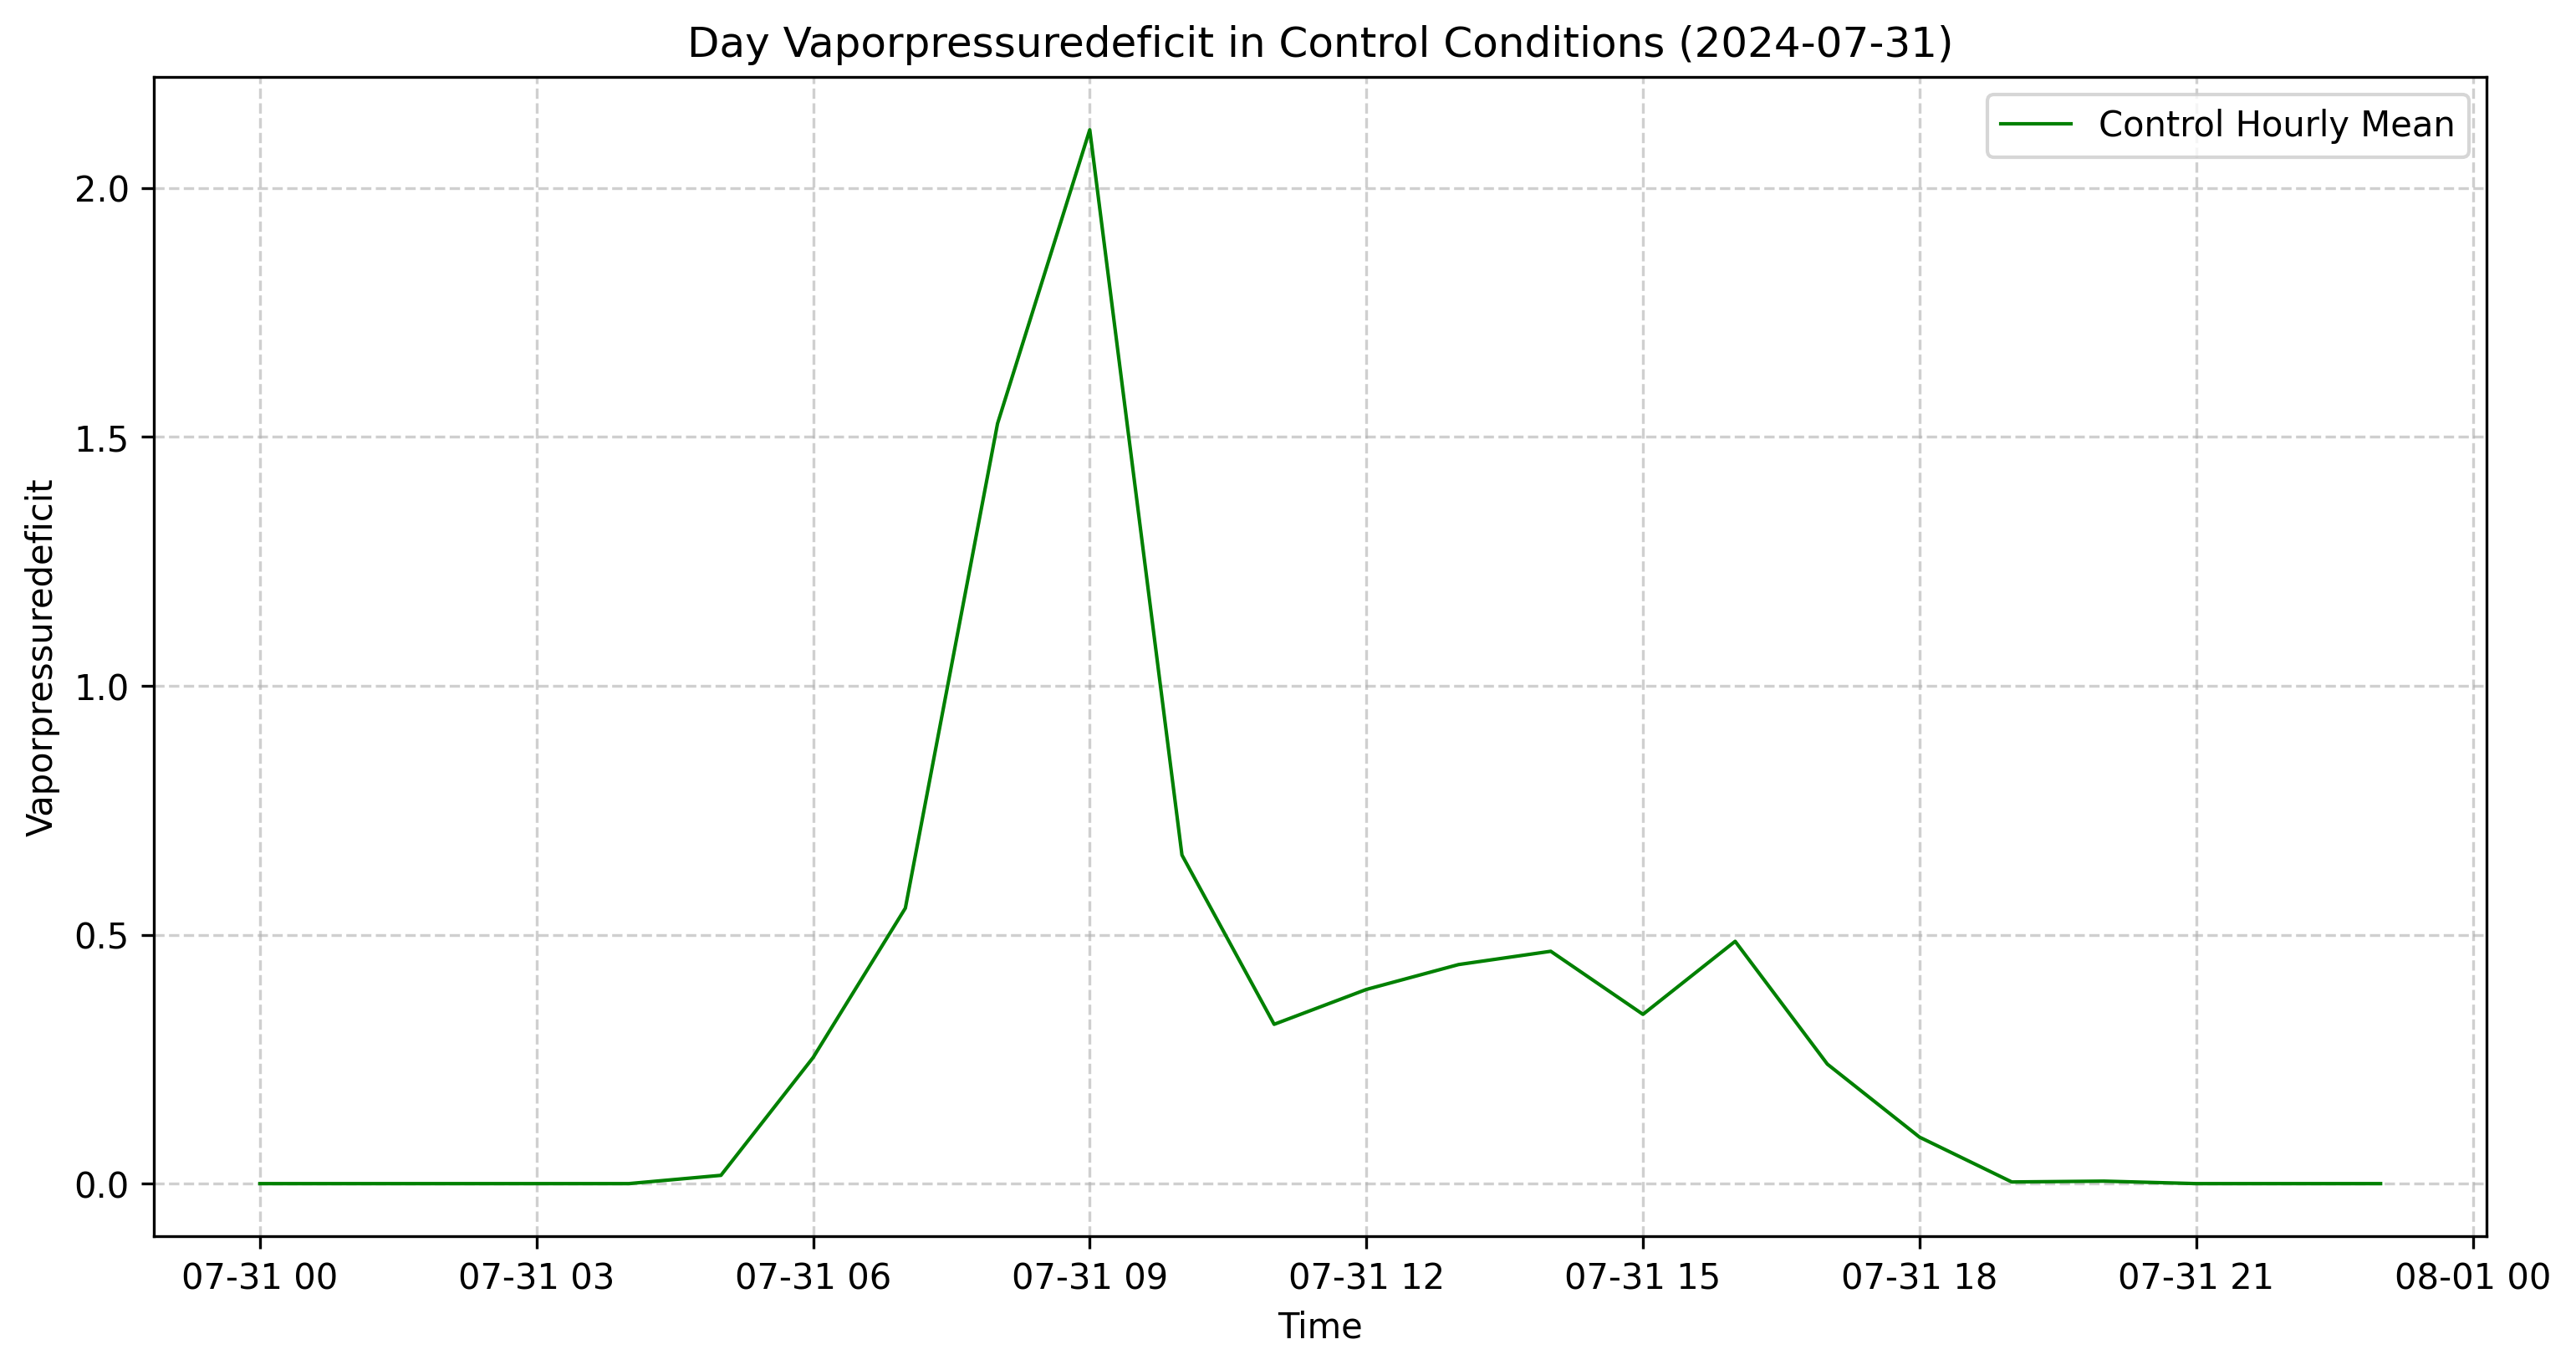 Day Vaporpressuredeficit in Control Conditions (2024-07-31)
Control Hourly Mean
Vaporpressuredeficit
2.0
1.5
1.0
0.5
0.0
07-31 00 07-31 03 07-31 06 07-31 09 07-31 12 07-31 15 07-31 18 07-31 21 08-01 00
Time